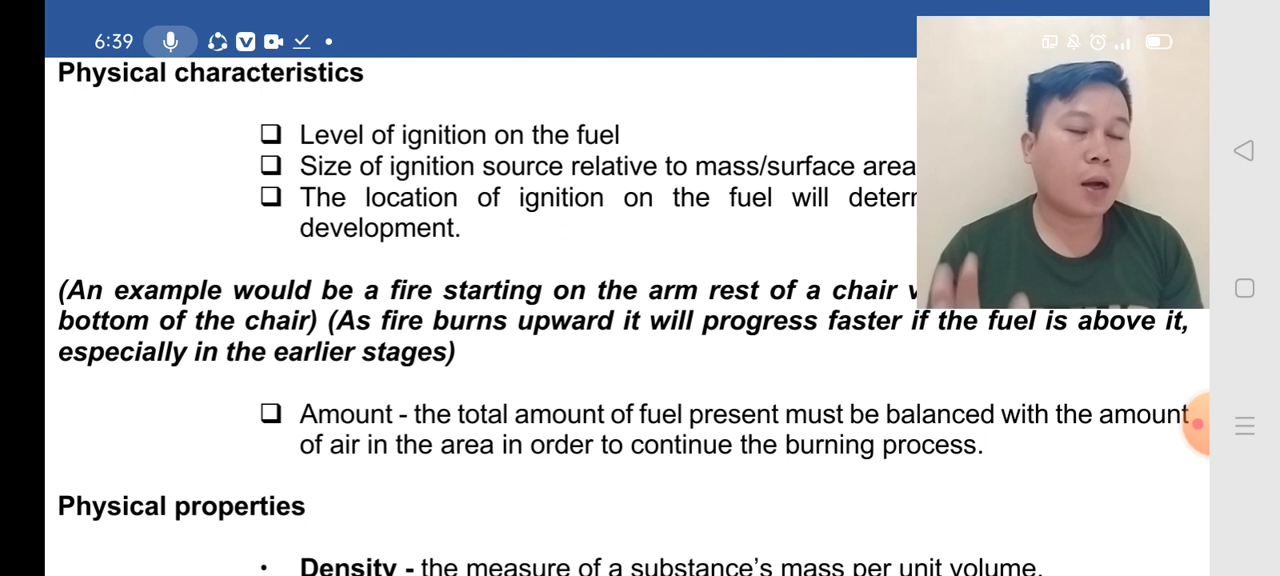 6:39
Physical characteristics
❑ Level of ignition on the fuel
❑ Size of ignition source relative to mass/surface area
❑ The location of ignition on the fuel will
development.
(An example would be a fire starting on the arm rest of a chair
bottom of the chair) (As fire burns upward it will progress faster if the fuel is above it,
especially in the earlier stages)
❑ Amount - the total amount of fuel present must be balanced with the amount
of air in the area in order to continue the burning process.
Physical properties
· Density - the measure of a substance's mass per unit volume.